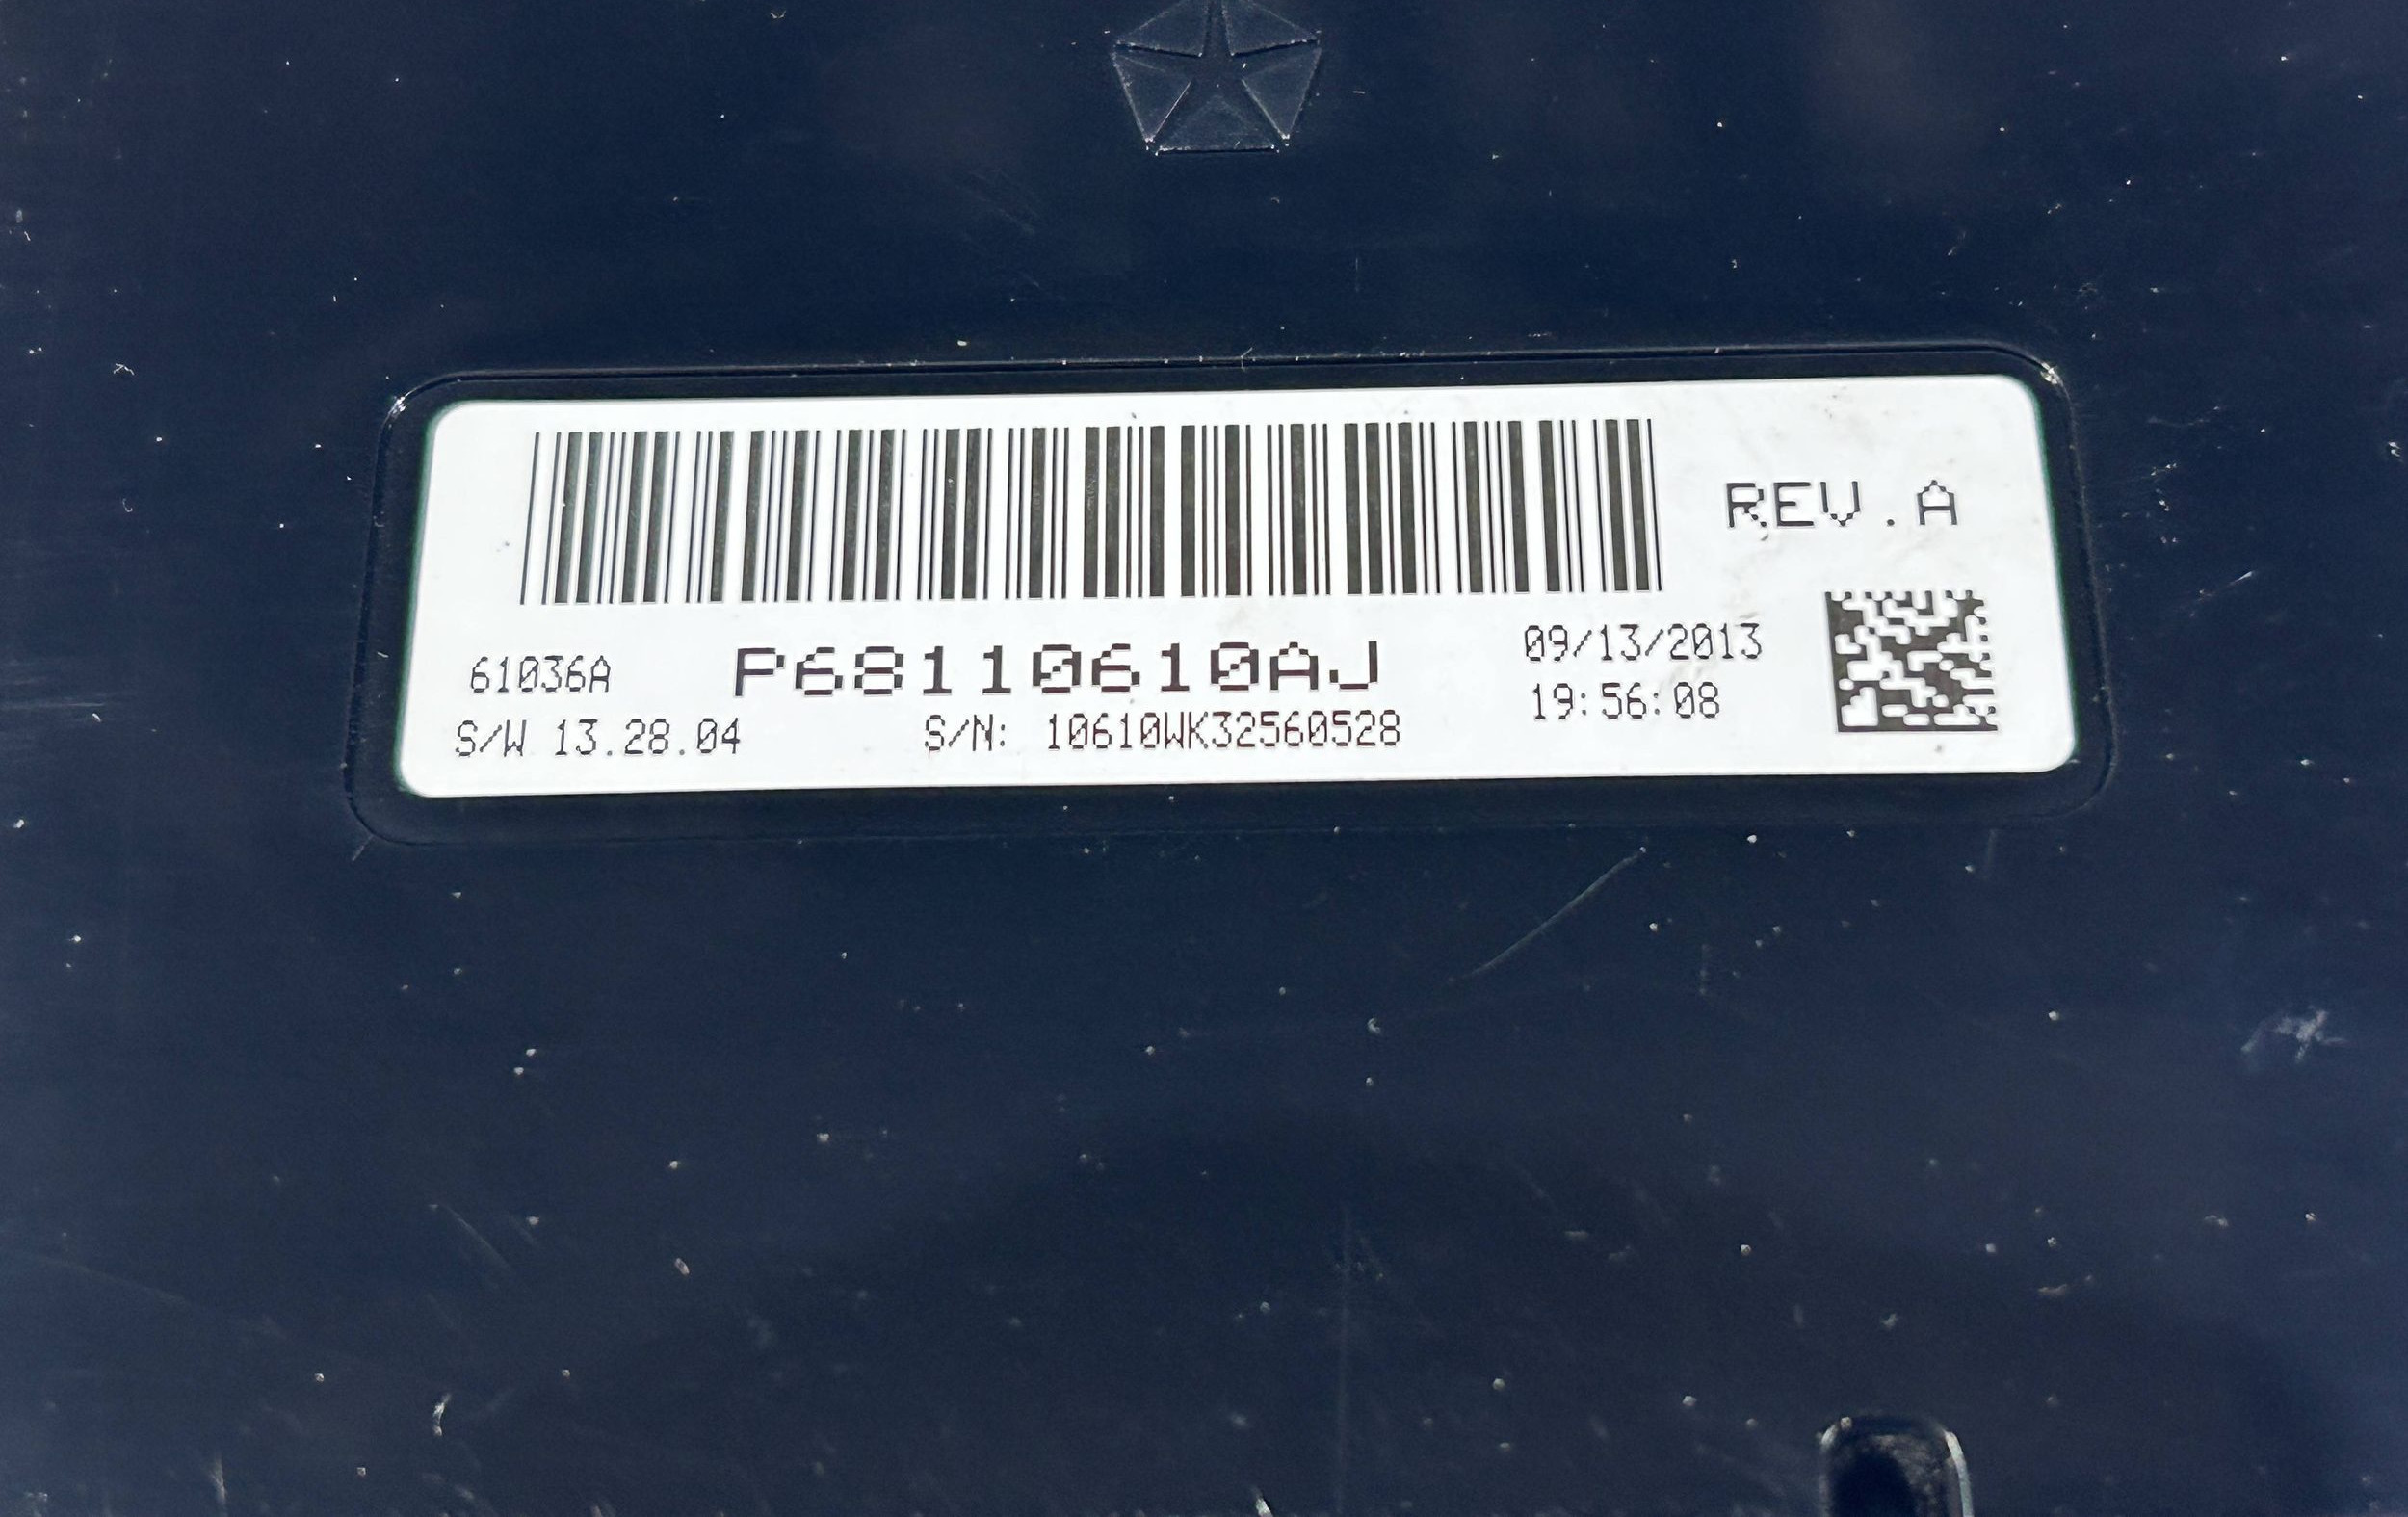 REV.A
61036A P68110610AJ 09/13/2013
19:56:08
S/W 13.28.04 S/N: 10610WK32560528